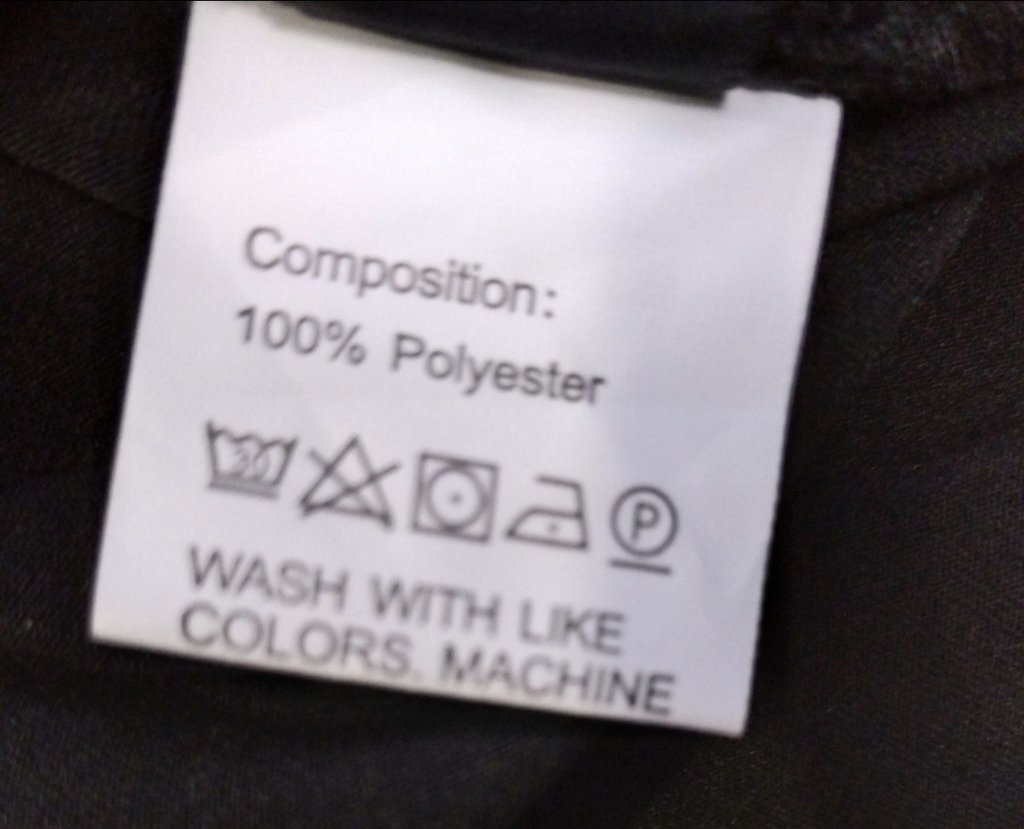 Composition:
100% Polyester
30
P
WASH WITH LIKE
COLORS. MACHINE